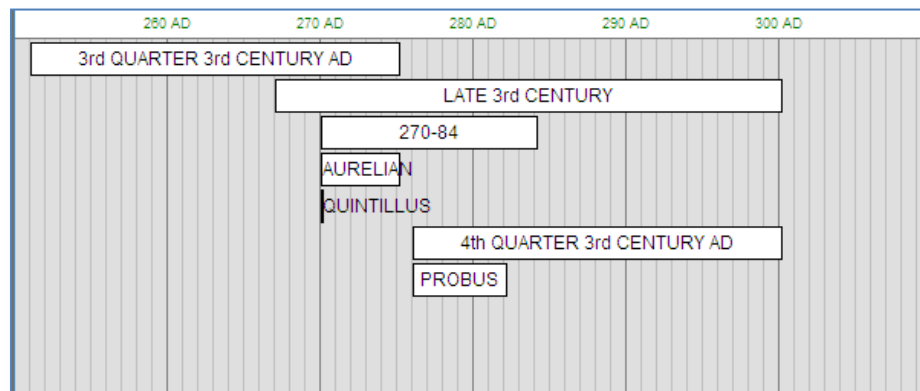 260 AD 270 AD 280 AD 290 AD 300 AD
3rd QUARTER 3rd CENTURY AD
LATE 3rd CENTURY
270-84
AURELIAN
QUINTILLUS
4th QUARTER 3rd CENTURY AD
PROBUS